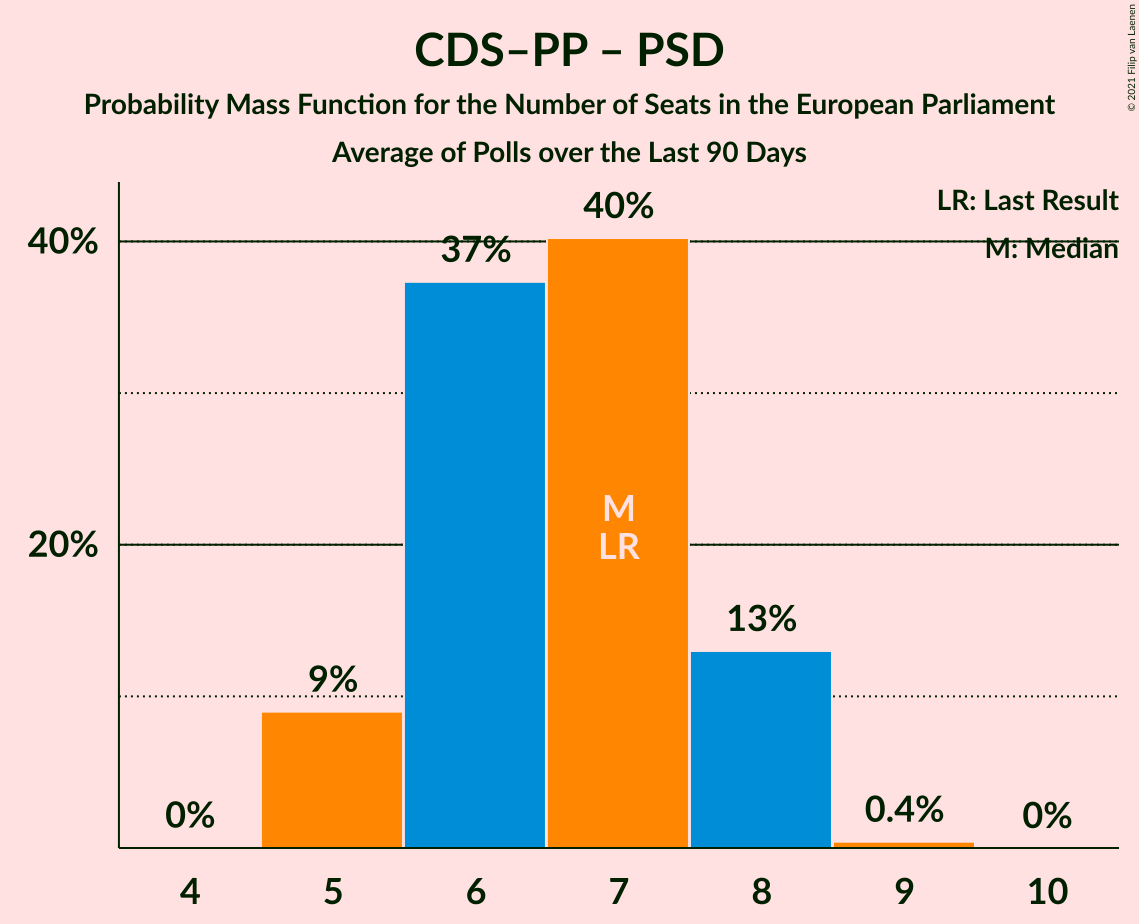 CDS–PP – PSD
Probability Mass Function for the Number of Seats in the European Parliament
Average of Polls over the Last 90 Days
© 2021 Filip van Laenen
LR: Last Result
M: Median
40%
20%
0%
9%
37%
40%
M
LR
13%
0.4%
0%
4
5
6
7
8
9
10